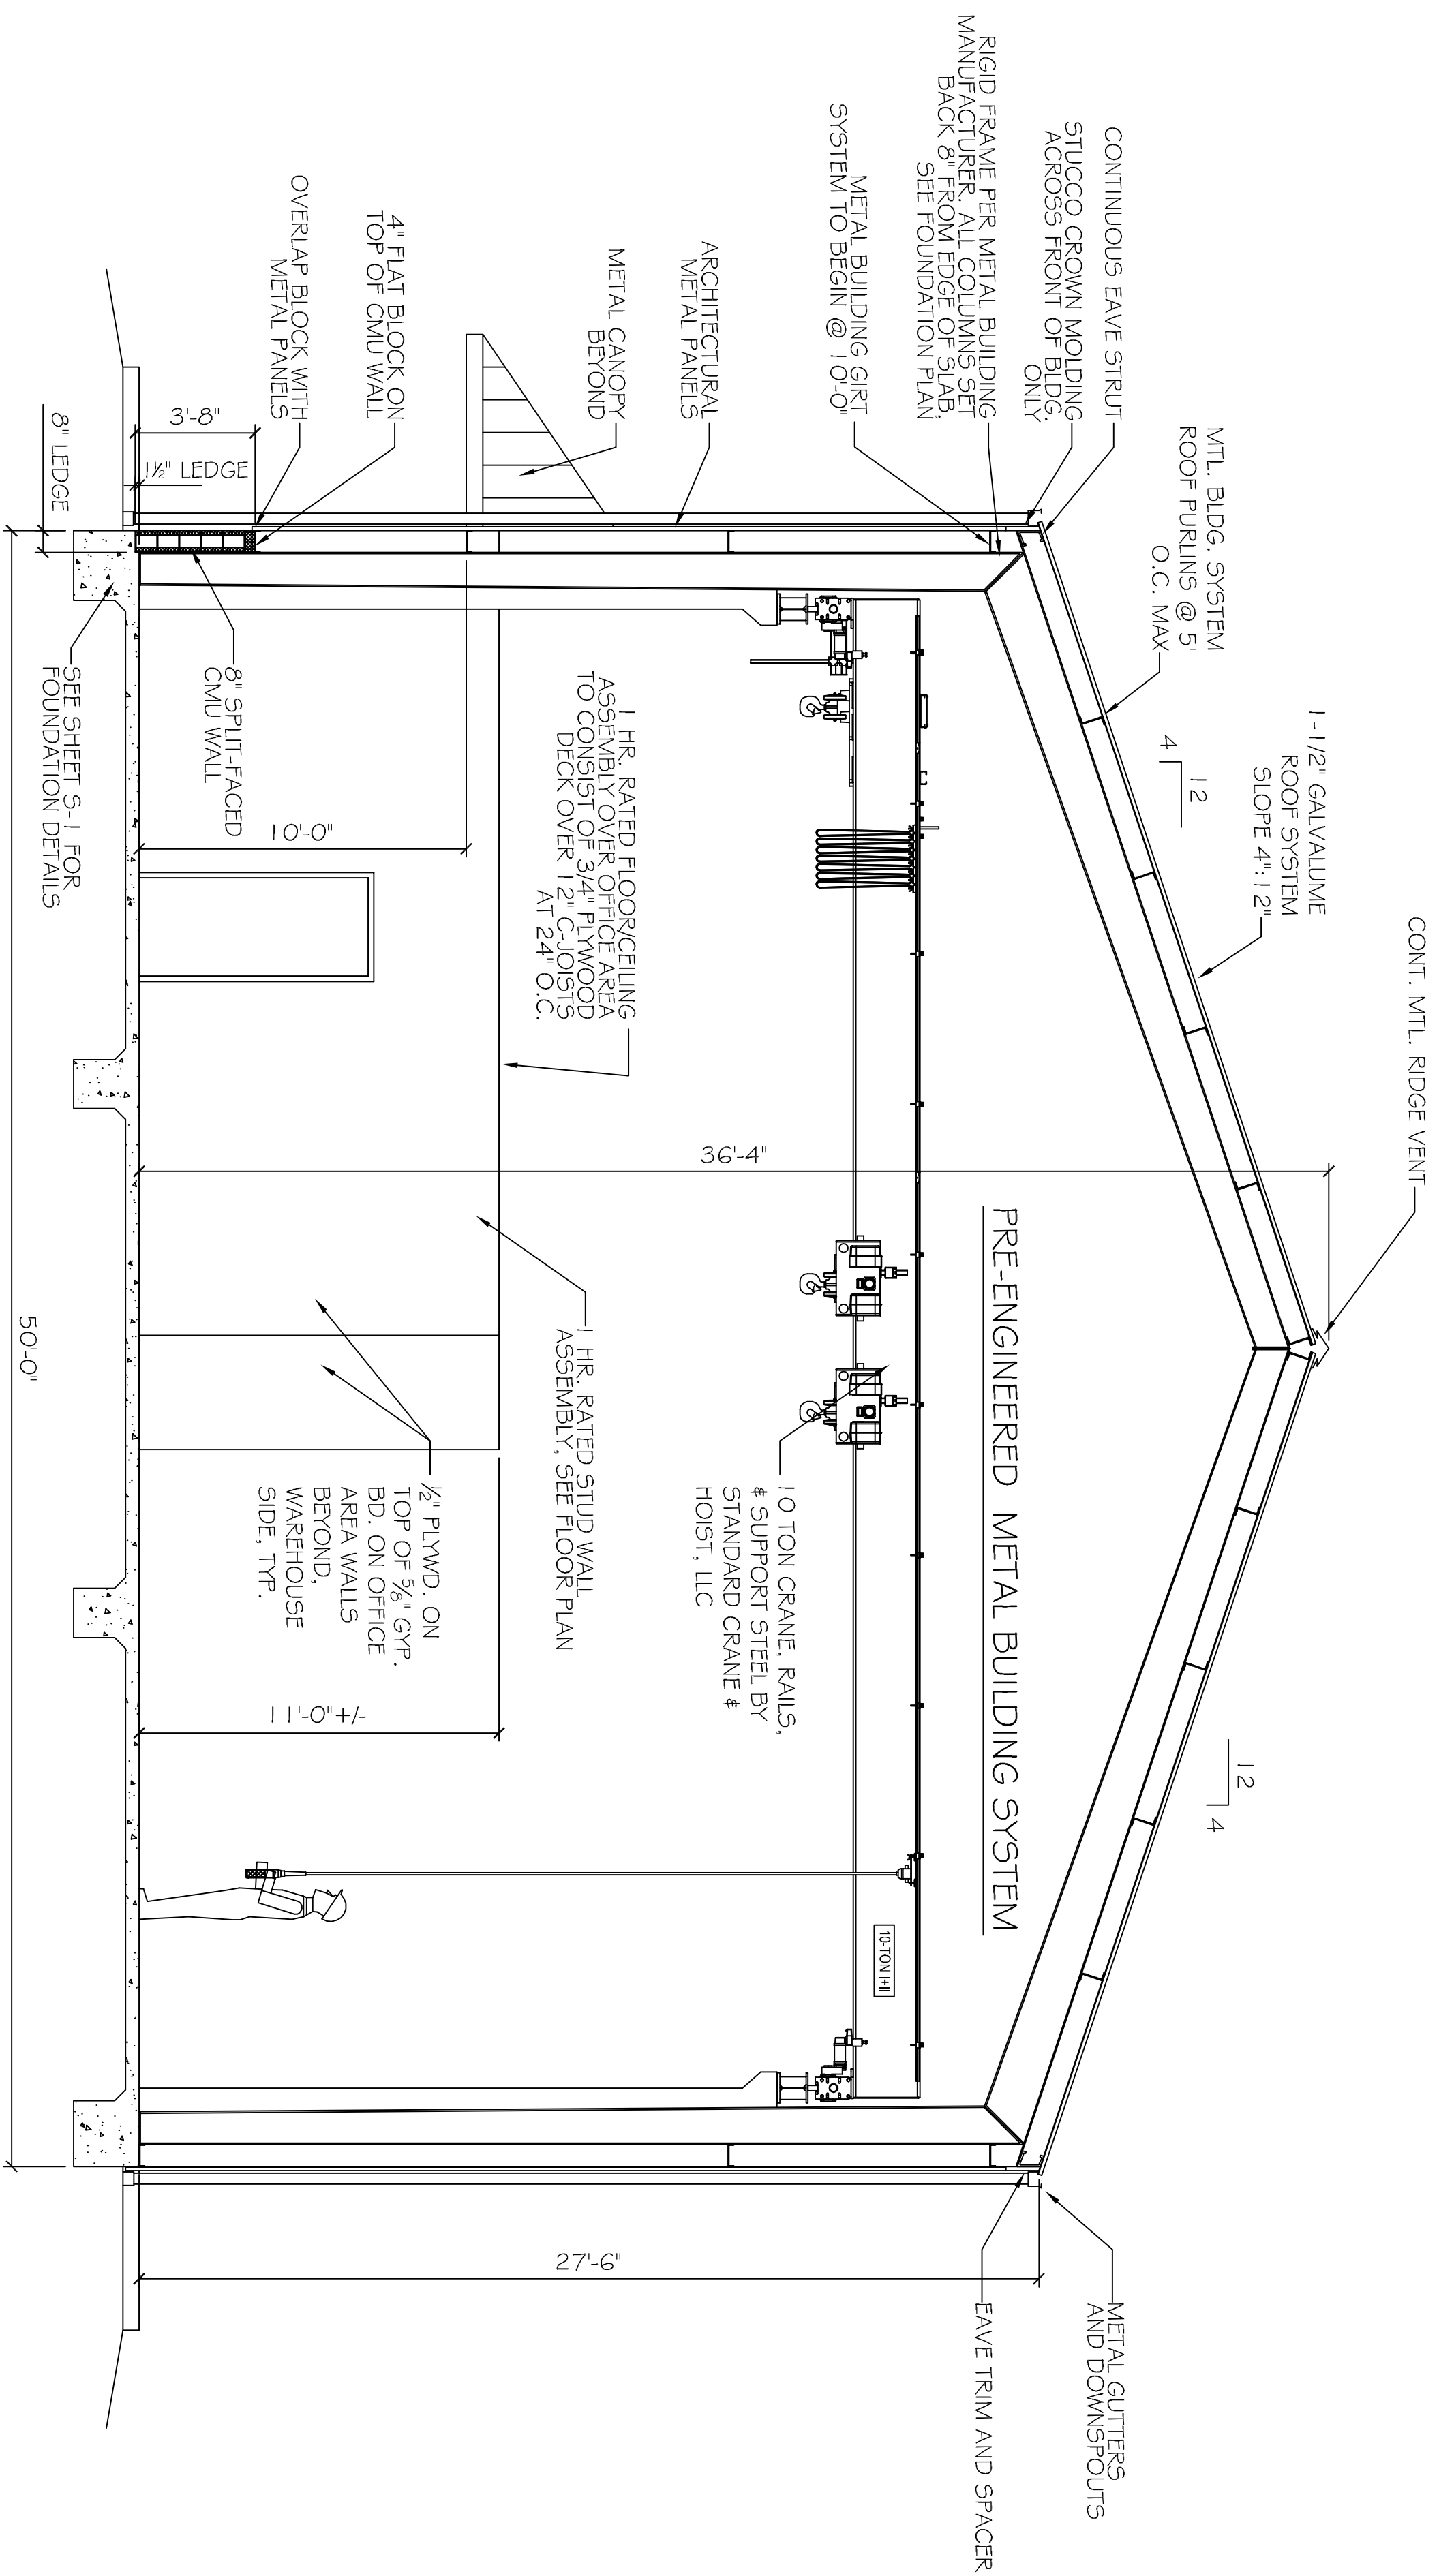 CONT. MTL. RIDGE VENT
1-1/2" GALVALUME
ROOF SYSTEM
SLOPE 4":12"
MTL. BLDG. SYSTEM
ROOF PURLINS @ 5'
O.C. MAX
12
4
12
4
CONTINUOUS EAVE STRUT
STUCCO CROWN MOLDING
ACROSS FRONT OF BLDG.
ONLY
RIGID FRAME PER METAL BUILDING
MANUFACTURER. ALL COLUMNS SET
BACK 8" FROM EDGE OF SLAB,
SEE FOUNDATION PLAN
METAL BUILDING GIRT
SYSTEM TO BEGIN @ 10'-0"
ARCHITECTURAL
METAL PANELS
METAL CANOPY
BEYOND
4" FLAT BLOCK ON
TOP OF CMU WALL
OVERLAP BLOCK WITH
METAL PANELS
3'-8"
1½" LEDGE
8" LEDGE
METAL GUTTERS
AND DOWNSPOUTS
EAVE TRIM AND SPACER
PRE-ENGINEERED METAL BUILDING SYSTEM
36'-4"
10-TON I+II
10 TON CRANE, RAILS,
& SUPPORT STEEL BY
STANDARD CRANE &
HOIST, LLC
1 HR. RATED FLOOR/CEILING
ASSEMBLY OVER OFFICE AREA
TO CONSIST OF 3/4" PLYWOOD
DECK OVER 12" C-JOISTS
AT 24" O.C.
1 HR. RATED STUD WALL
ASSEMBLY, SEE FLOOR PLAN
½" PLYWD. ON
TOP OF ⅝" GYP.
BD. ON OFFICE
AREA WALLS
BEYOND,
WAREHOUSE
SIDE, TYP.
10'-0"
11'-0"+/-
27'-6"
8" SPLIT-FACED
CMU WALL
SEE SHEET S-1 FOR
FOUNDATION DETAILS
50'-0"